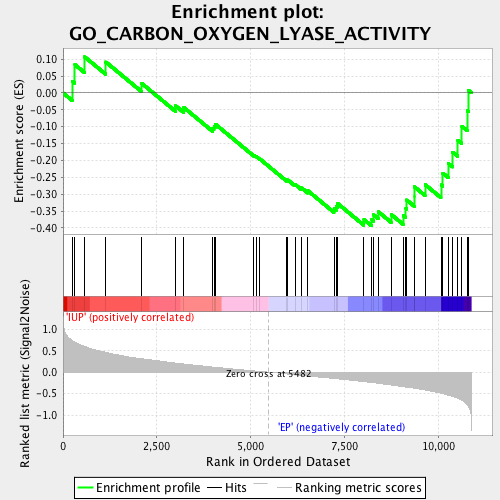 Enrichment plot:
GO_CARBON_OXYGEN_LYASE_ACTIVITY
Enrichment score (ES)
0.10
0.05
0.00
-0.05
-0.10
-0.15
-0.20
-0.25
-0.30
-0.35
-0.40
'IUP' (positively correlated)
Ranked list metric (Signal2Noise)
1.0
0.5
0.0
-0.5
-1.0
Zero cross at 5482
'EP' (negatively correlated)
0
2,500
5,000
7,500
10,000
Rank in Ordered Dataset
Enrichment profile
Hits
Ranking metric scores